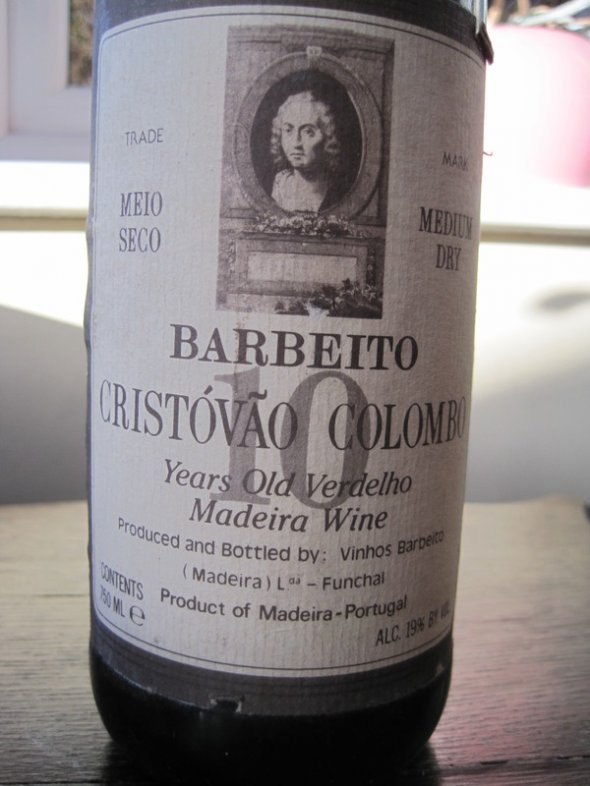 TRADE
MARK
MEIO
SECO
MEDIUM
DRY
BARBEITO
10
CRISTÓVÃO COLOMBO
Years Old Verdelho
Madeira Wine
Produced and Bottled by: Vinhos Barbeito
(Madeira) Lda – Funchal
Product of Madeira-Portugal
CONTENTS
750 ML e
ALC. 19% BY VOL.